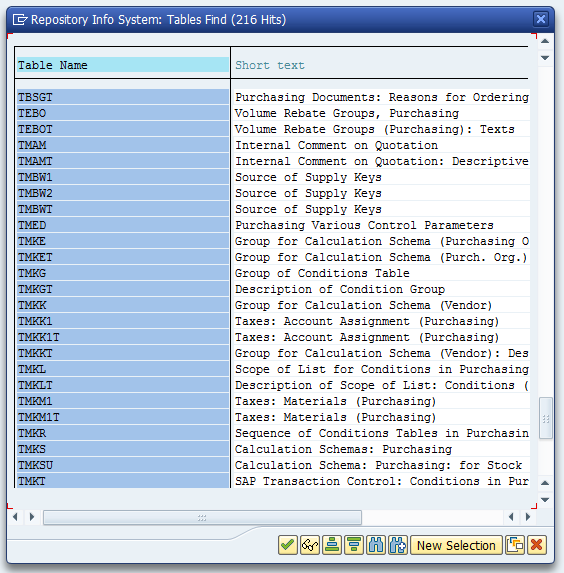 Repository Info System: Tables Find (216 Hits)
Table Name Short text
TBSGT Purchasing Documents: Reasons for Ordering
TEBO Volume Rebate Groups, Purchasing
TEBOT Volume Rebate Groups (Purchasing): Texts
TMAM Internal Comment on Quotation
TMAMT Internal Comment on Quotation: Descriptive
TMBW1 Source of Supply Keys
TMBW2 Source of Supply Keys
TMBWT Source of Supply Keys
TMED Purchasing Various Control Parameters
TMKE Group for Calculation Schema (Purchasing O
TMKET Group for Calculation Schema (Purch. Org.)
TMKG Group of Conditions Table
TMKGT Description of Condition Group
TMKK Group for Calculation Schema (Vendor)
TMKK1 Taxes: Account Assignment (Purchasing)
TMKK1T Taxes: Account Assignment (Purchasing)
TMKKT Group for Calculation Schema (Vendor): Des
TMKL Scope of List for Conditions in Purchasing
TMKLT Description of Scope of List: Conditions (
TMKM1 Taxes: Materials (Purchasing)
TMKM1T Taxes: Materials (Purchasing)
TMKR Sequence of Conditions Tables in Purchasin
TMKS Calculation Schemas: Purchasing
TMKSU Calculation Schema: Purchasing: for Stock
TMKT SAP Transaction Control: Conditions in Pur
New Selection